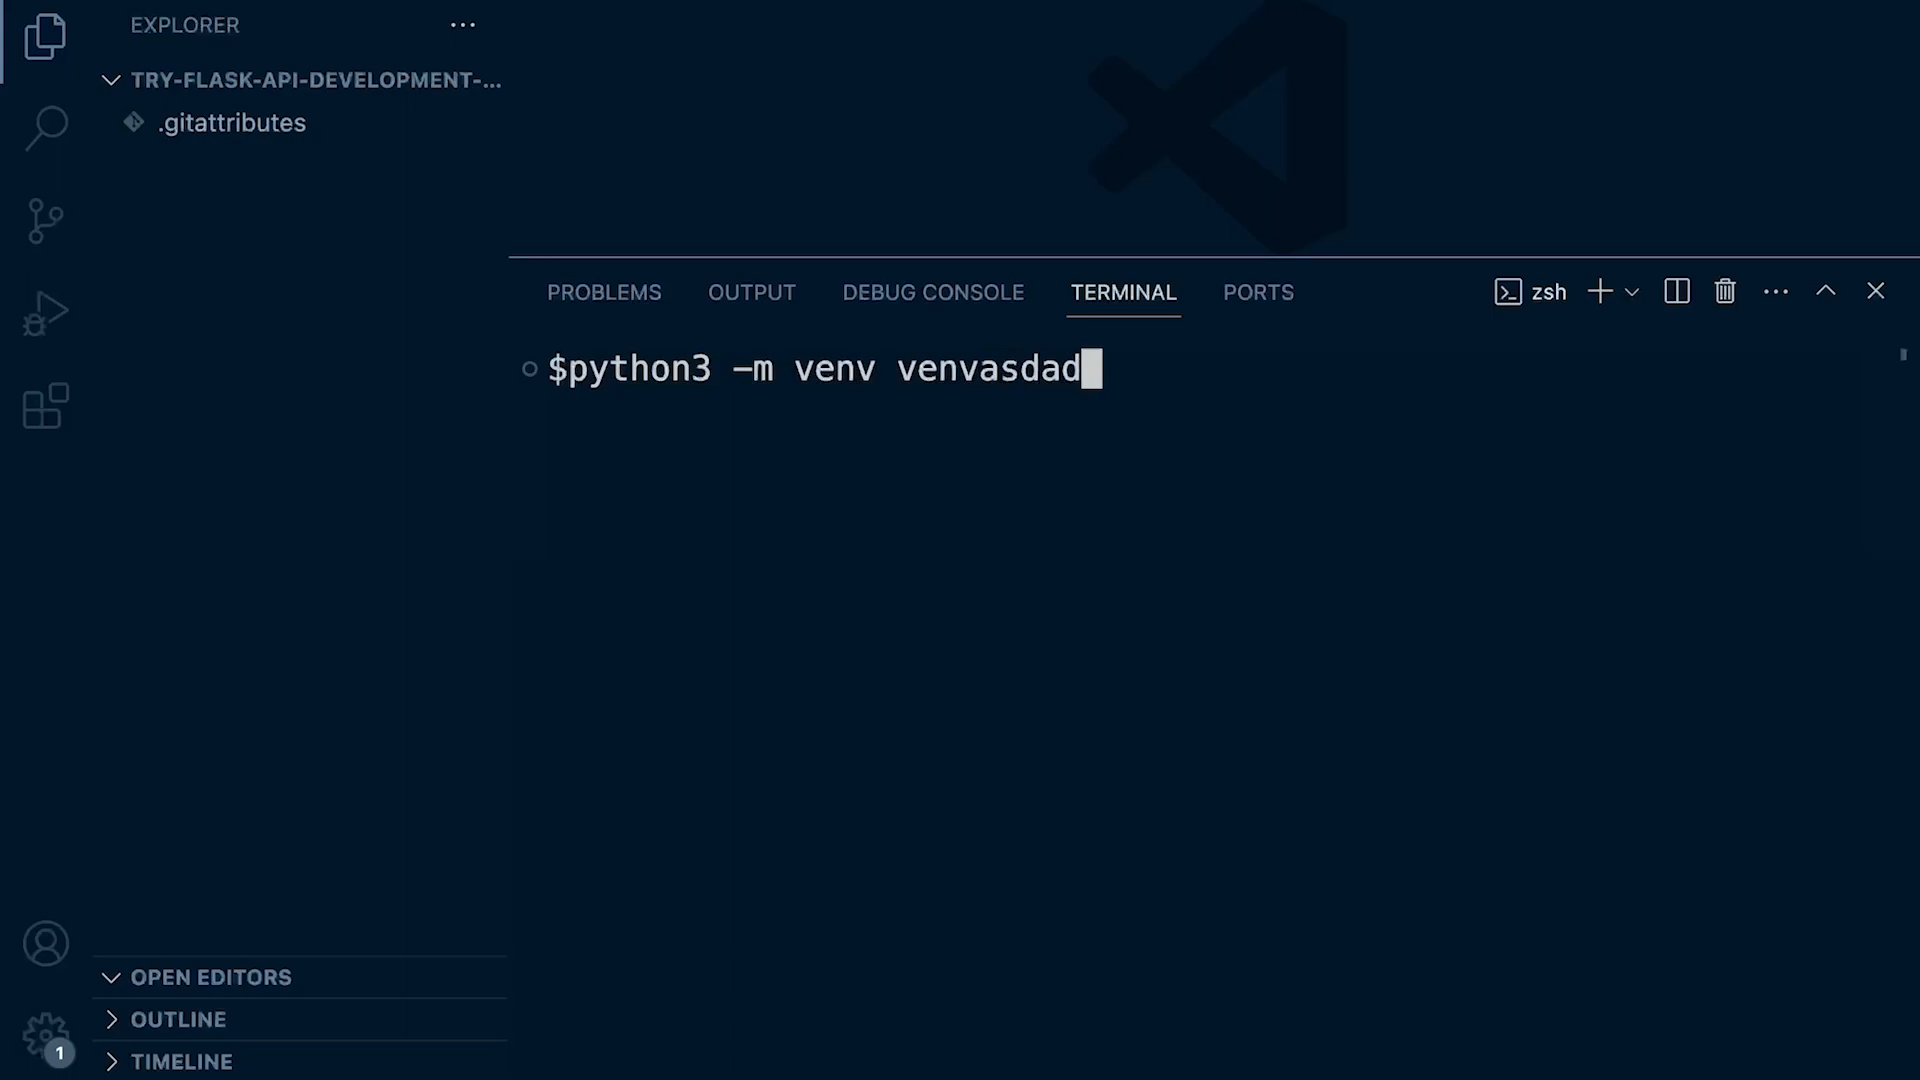 EXPLORER
TRY-FLASK-API-DEVELOPMENT-...
.gitattributes
PROBLEMS OUTPUT DEBUG CONSOLE TERMINAL PORTS zsh
$python3 -m venv venvasdad
OPEN EDITORS
OUTLINE
1
TIMELINE